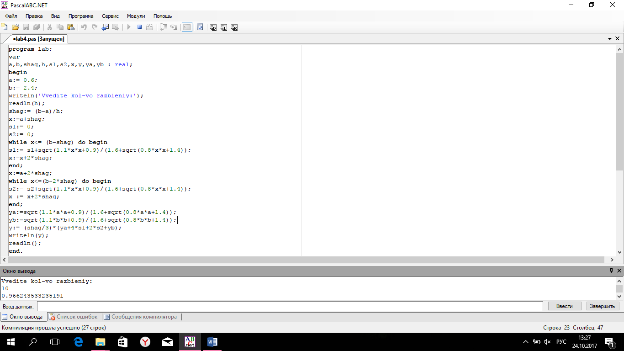 PascalABC.NET
Файл Правка Вид Программа Сервис Модули Помощь
•lab4.pas [Запущен]
program lab;
var
a,b,shag,h,s1,s2,x,y,ya,yb : real;
begin
a:= 0.6;
b:= 2.4;
writeln('Vvedite kol-vo razbieniy:');
readln(h);
shag:= (b-a)/h;
x:=a+shag;
s1:= 0;
s2:= 0;
while x<= (b-shag) do begin
s1:= s1+sqrt(1.1*x*x+0.9)/(1.6+sqrt(0.8*x*x+1.4));
x:=x+2*shag;
end;
x:=a+2*shag;
while x<=(b-2*shag) do begin
s2:= s2+sqrt(1.1*x*x+0.9)/(1.6+sqrt(0.8*x*x+1.4));
x := x+2*shag;
end;
ya:=sqrt(1.1*a*a+0.9)/(1.6+sqrt(0.8*a*a+1.4));
yb:=sqrt(1.1*b*b+0.9)/(1.6+sqrt(0.8*b*b+1.4));
y:= (shag/3)*(ya+4*s1+2*s2+yb);
writeln(y);
readln();
end.
Окно вывода
Vvedite kol-vo razbieniy:
10
Ввод данных:
Ввести
Завершить
Окно вывода Список ошибок Сообщения компилятора
Компиляция прошла успешно (27 строк)
Строка 23 Столбец 47
РУС
13:27
24.10.2017